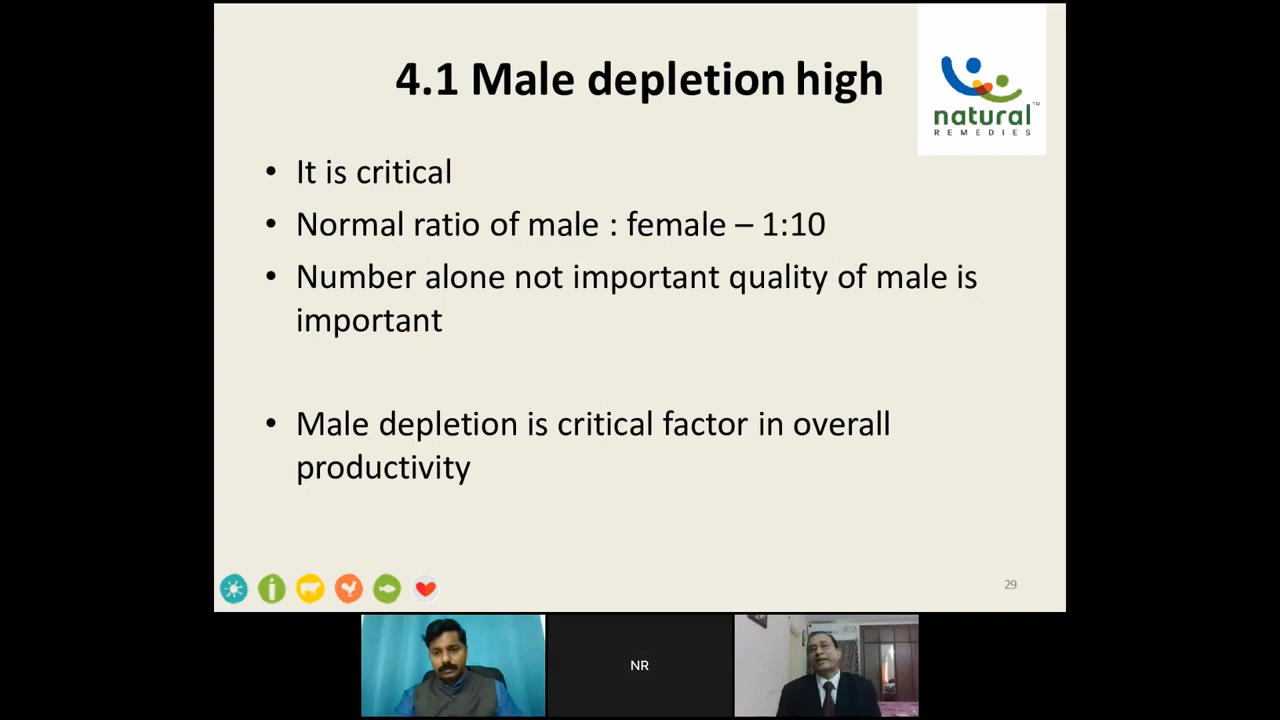 4.1 Male depletion high
natural™
REMEDIES
• It is critical
• Normal ratio of male : female – 1:10
• Number alone not important quality of male is
important
• Male depletion is critical factor in overall
productivity
29
NR